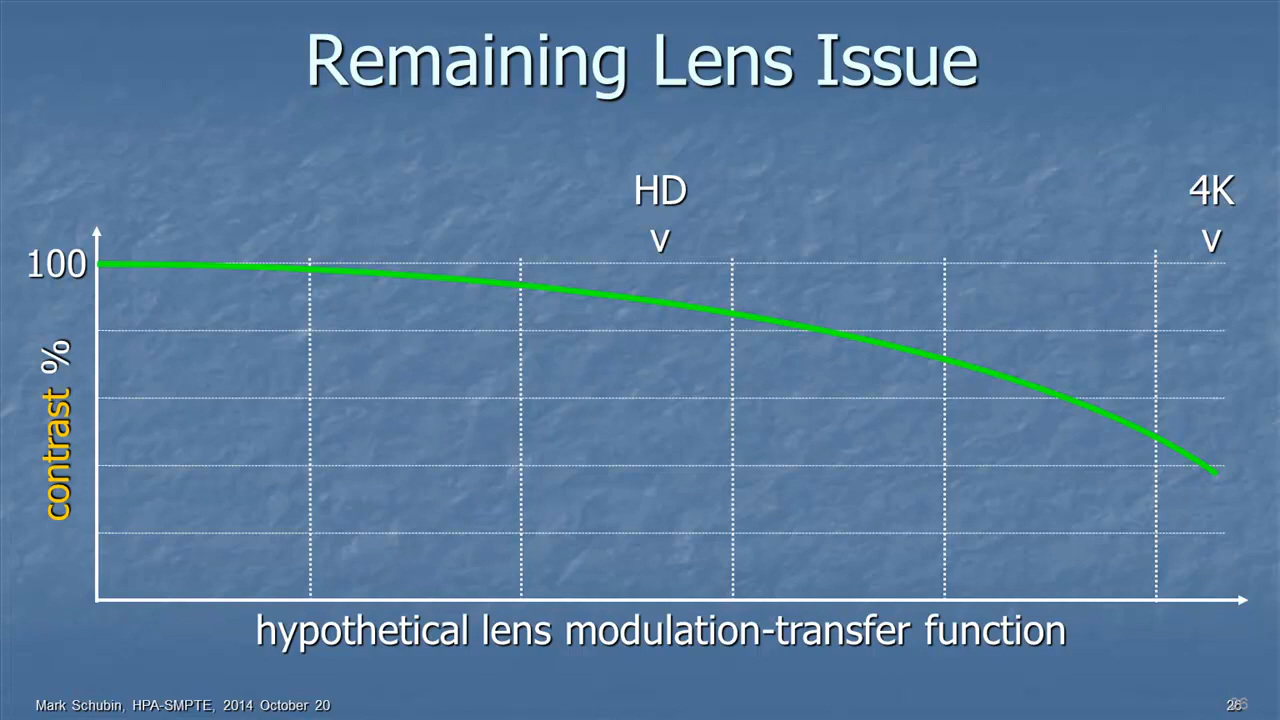 Remaining Lens Issue
HD
v
4K
v
100
contrast %
hypothetical lens modulation-transfer function
Mark Schubin, HPA-SMPTE, 2014 October 20
26